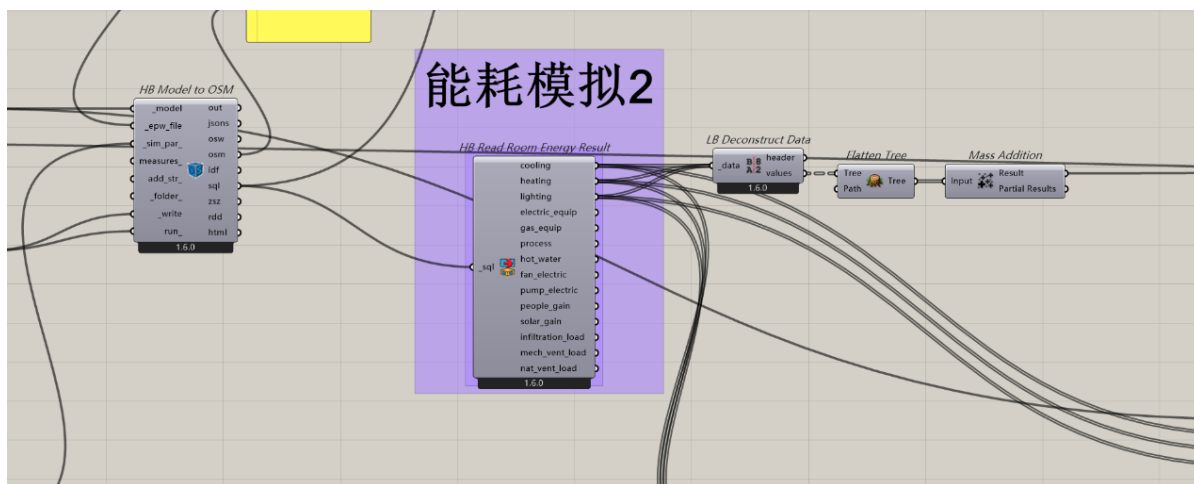 能耗模拟2
HB Model to OSM
_model
_epw_file
_sim_par_
measures_
add_str_
_folder_
_write
run_
out
jsons
osw
osm
idf
sql
zsz
rdd
html
1.6.0
HB Read Room Energy Result
_sql
cooling
heating
lighting
electric_equip
gas_equip
process
hot_water
fan_electric
pump_electric
people_gain
solar_gain
infiltration_load
mech_vent_load
nat_vent_load
1.6.0
LB Deconstruct Data
_data
header
values
1.6.0
Flatten Tree
Tree
Path
Tree
Mass Addition
Input
Result
Partial Results